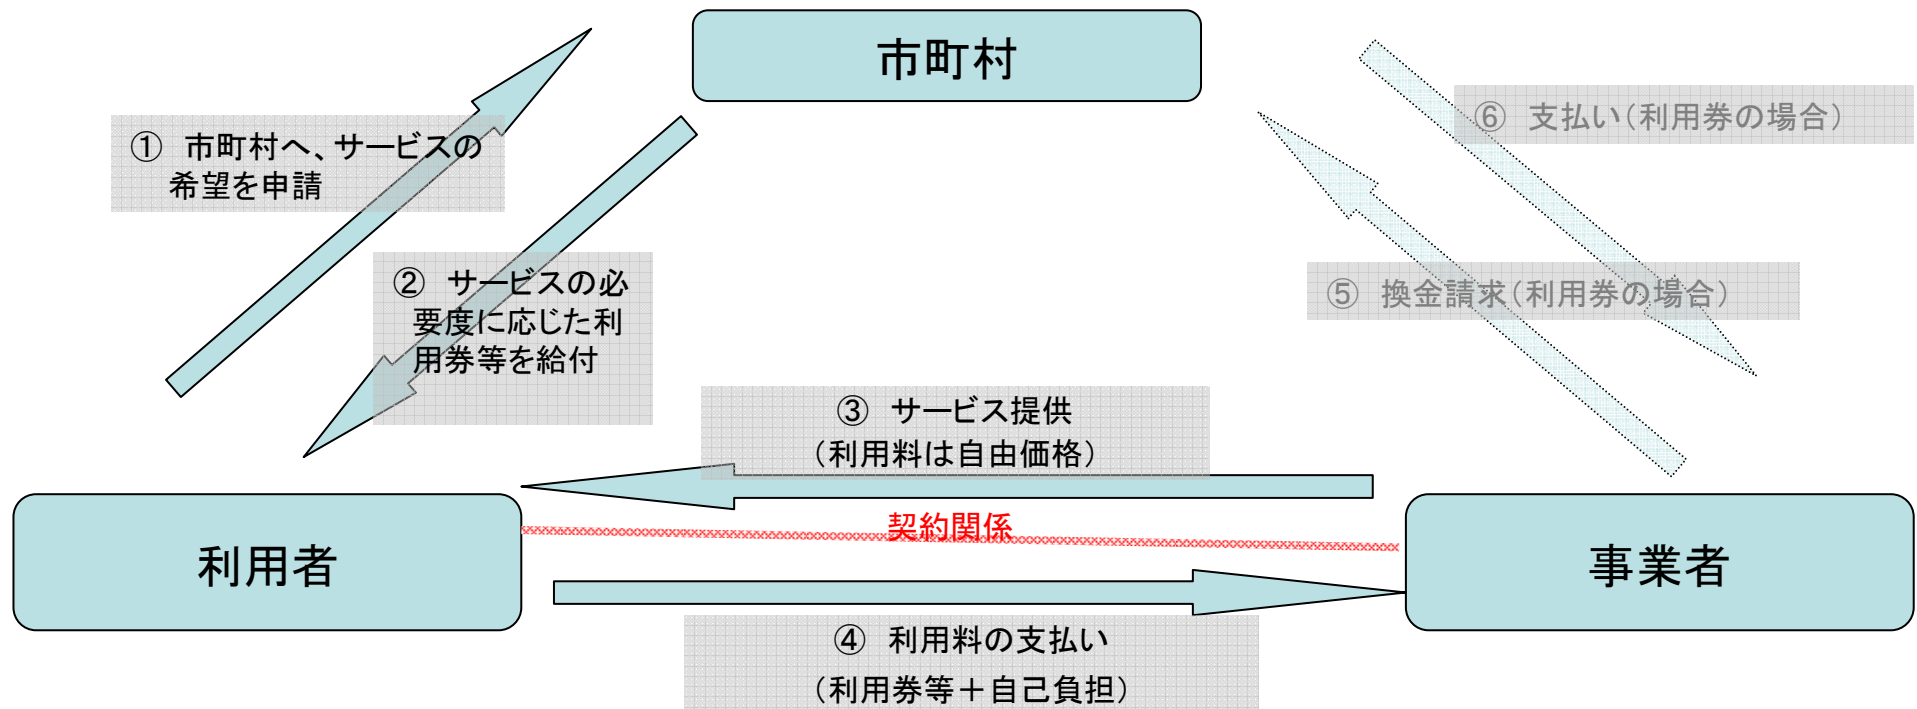 市町村
① 市町村へ、サービスの
希望を申請
⑥ 支払い（利用券の場合）
② サービスの必
要度に応じた利
用券等を給付
⑤ 換金請求（利用券の場合）
③ サービス提供
（利用料は自由価格）
契約関係
利用者
事業者
④ 利用料の支払い
（利用券等＋自己負担）